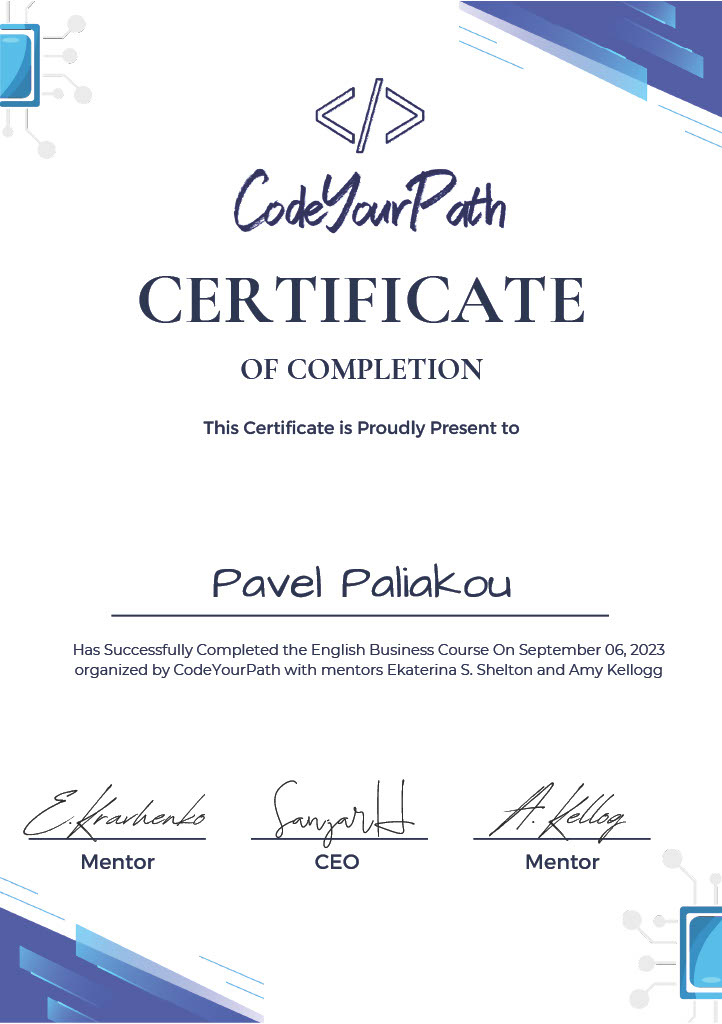 </>
CodeYourPath
CERTIFICATE
OF COMPLETION
This Certificate is Proudly Present to
Pavel Paliakou
Has Successfully Completed the English Business Course On September 06, 2023
organized by CodeYourPath with mentors Ekaterina S. Shelton and Amy Kellogg
E.Kravhenko SanzarH A.Kellog
Mentor CEO Mentor